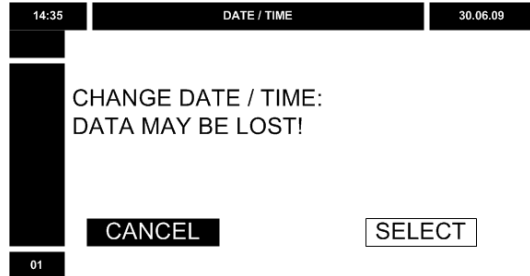 14:35 DATE / TIME 30.06.09
CHANGE DATE / TIME:
DATA MAY BE LOST!
CANCEL SELECT
01